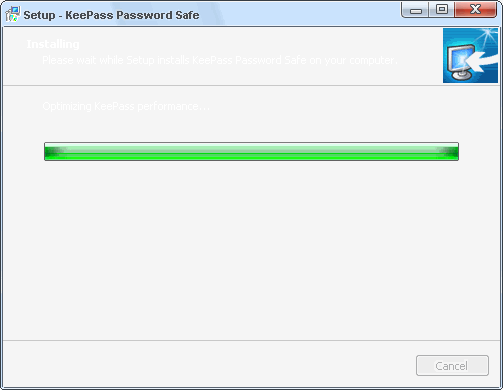 Setup - KeePass Password Safe
Installing
Please wait while Setup installs KeePass Password Safe on your computer.
Optimizing KeePass performance...
Cancel